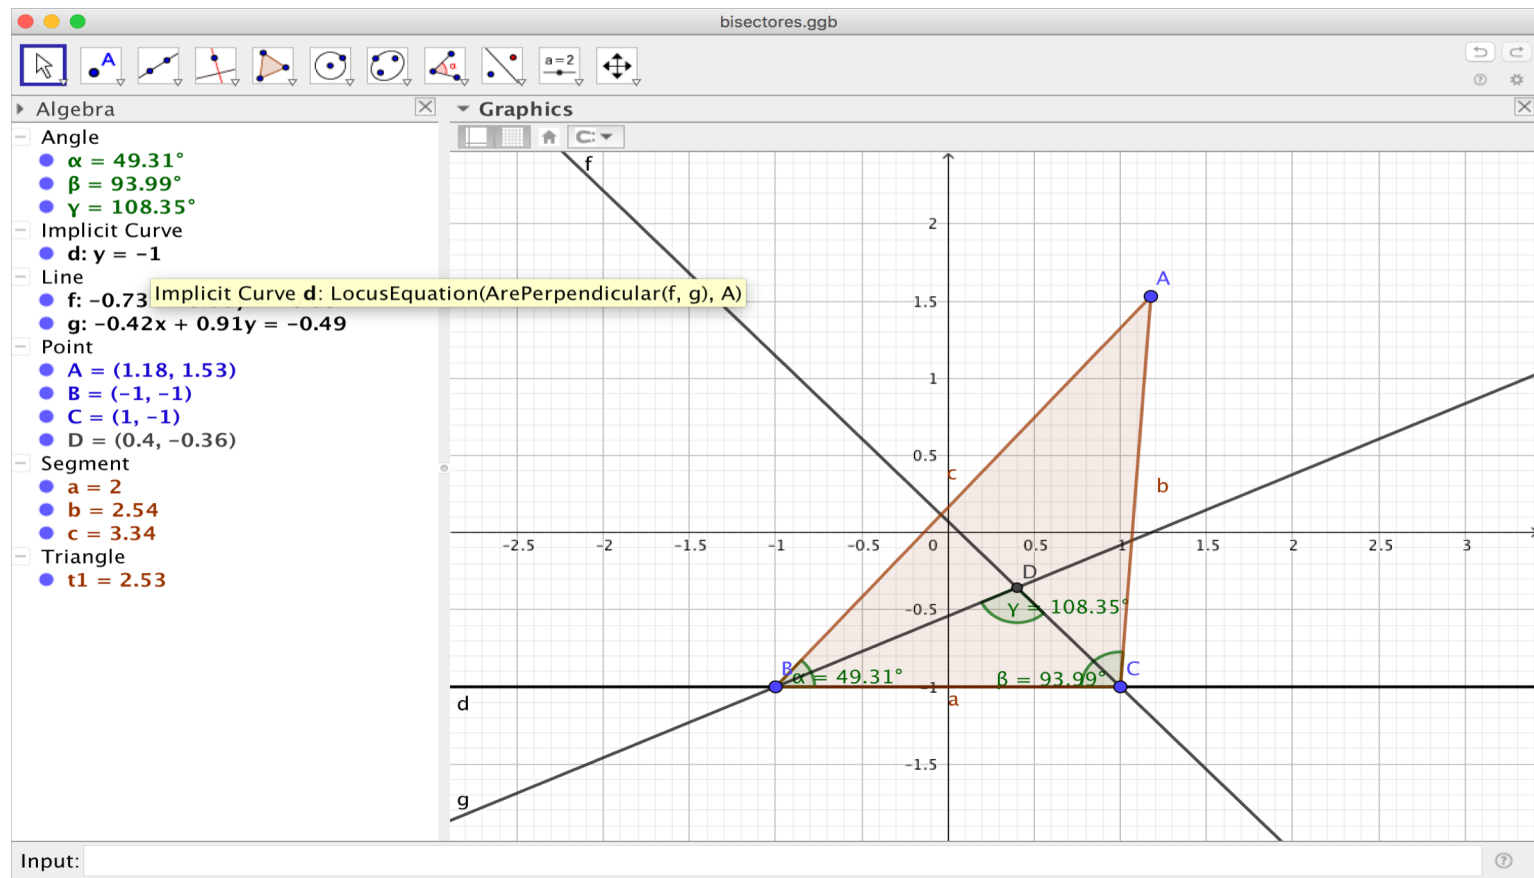 bisectores.ggb
A
α
a=2
Algebra
Graphics
Angle
α = 49.31°
β = 93.99°
γ = 108.35°
Implicit Curve
d: y = −1
Line
f: −0.73
Implicit Curve d: LocusEquation(ArePerpendicular(f, g), A)
g: −0.42x + 0.91y = −0.49
Point
A = (1.18, 1.53)
B = (−1, −1)
C = (1, −1)
D = (0.4, −0.36)
Segment
a = 2
b = 2.54
c = 3.34
Triangle
t1 = 2.53
f
2
A
1.5
1
0.5
c
b
-2.5 -2 -1.5 -1 -0.5 0 0.5 1 1.5 2 2.5 3
D
-0.5
γ = 108.35°
B
C
α = 49.31°
β = 93.99°
-1
d
a
-1.5
g
Input: